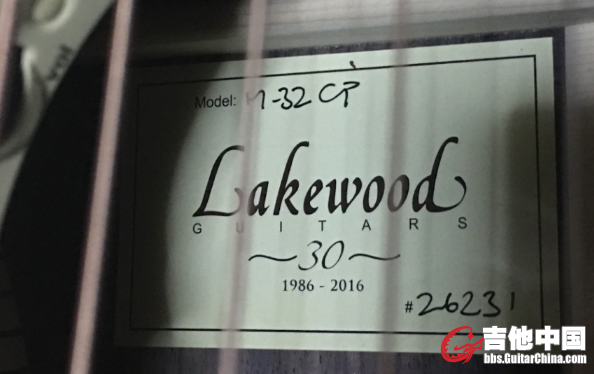 Model: M-32 CP
Lakewood
GUITARS
~30~
1986 - 2016
#26231
吉他中国
bbs.GuitarChina.com